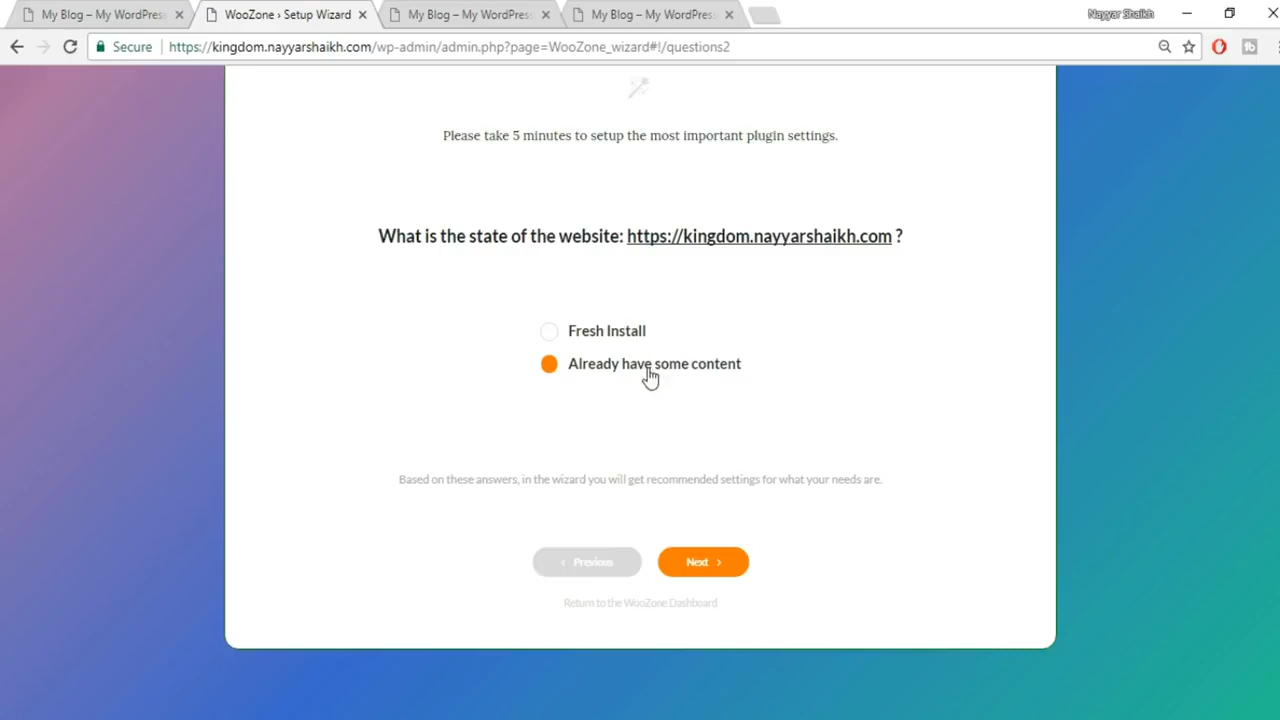 My Blog – My WordPress
WooZone › Setup Wizard
My Blog – My WordPress
My Blog – My WordPress
Nayyar Shaikh
Secure
https://kingdom.nayyarshaikh.com/wp-admin/admin.php?page=WooZone_wizard#!/questions2
Please take 5 minutes to setup the most important plugin settings.
What is the state of the website: https://kingdom.nayyarshaikh.com ?
Fresh Install
Already have some content
Based on these answers, in the wizard you will get recommended settings for what your needs are.
‹ Previous
Next ›
Return to the WooZone Dashboard